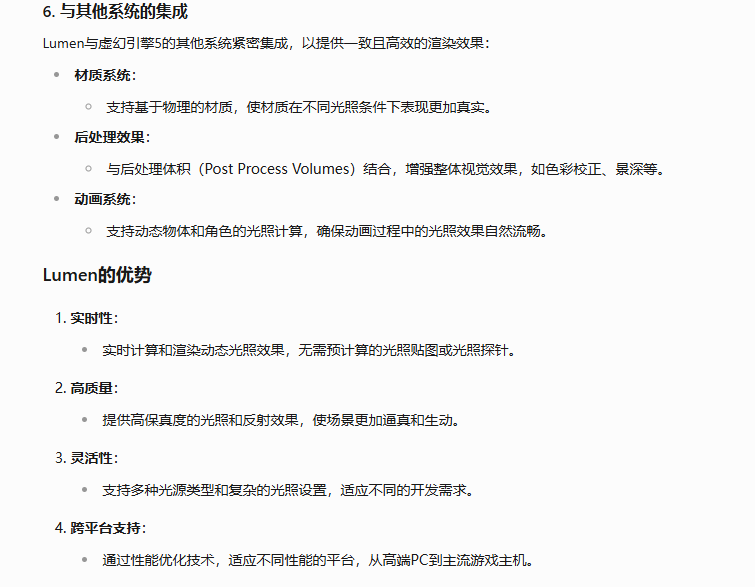 6. 与其他系统的集成
Lumen与虚幻引擎5的其他系统紧密集成，以提供一致且高效的渲染效果：
材质系统：
支持基于物理的材质，使材质在不同光照条件下表现更加真实。
后处理效果：
与后处理体积（Post Process Volumes）结合，增强整体视觉效果，如色彩校正、景深等。
动画系统：
支持动态物体和角色的光照计算，确保动画过程中的光照效果自然流畅。
Lumen的优势
1. 实时性：
实时计算和渲染动态光照效果，无需预计算的光照贴图或光照探针。
2. 高质量：
提供高保真度的光照和反射效果，使场景更加逼真和生动。
3. 灵活性：
支持多种光源类型和复杂的光照设置，适应不同的开发需求。
4. 跨平台支持：
通过性能优化技术，适应不同性能的平台，从高端PC到主流游戏主机。